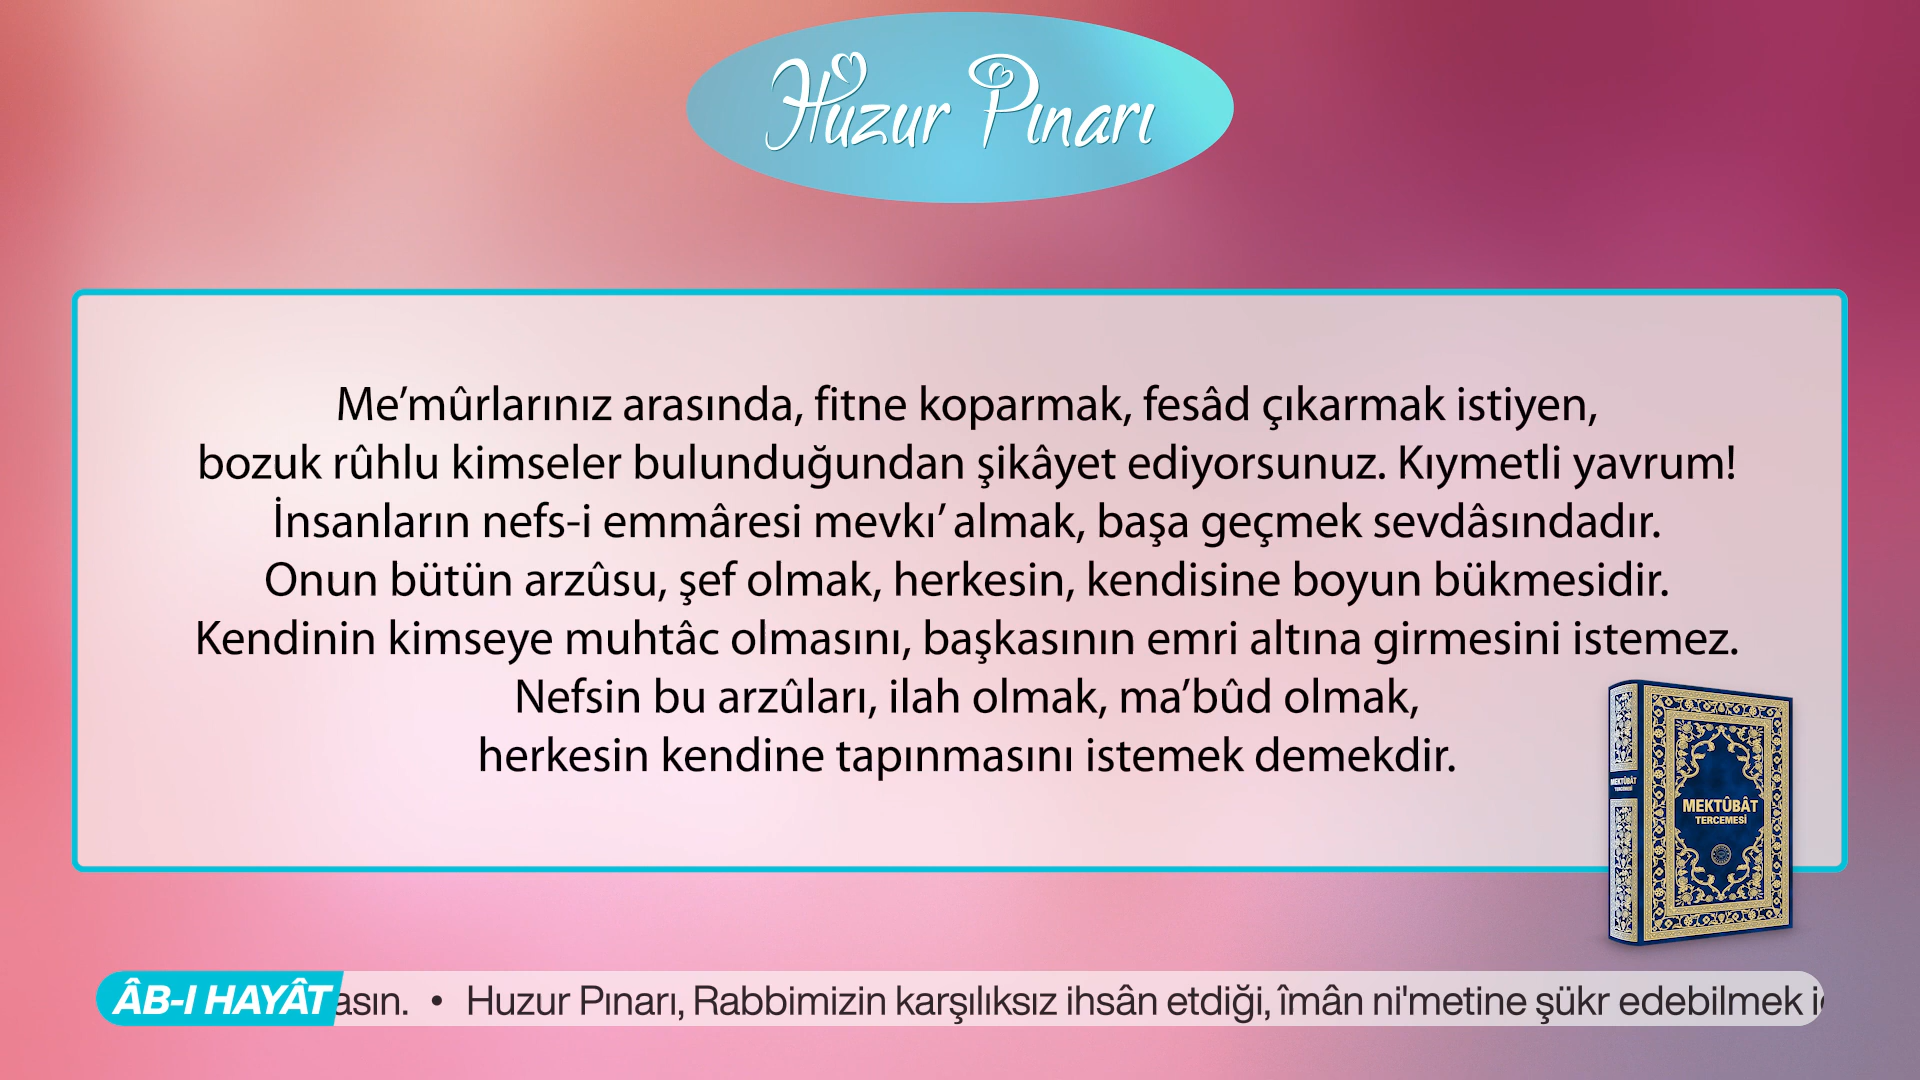 Huzur Pınarı
Me’mûrlarınız arasında, fitne koparmak, fesâd çıkarmak istiyen,
bozuk rûhlu kimseler bulunduğundan şikâyet ediyorsunuz. Kıymetli yavrum!
İnsanların nefs-i emmâresi mevkı’ almak, başa geçmek sevdâsındadır.
Onun bütün arzûsu, şef olmak, herkesin, kendisine boyun bükmesidir.
Kendinin kimseye muhtâc olmasını, başkasının emri altına girmesini istemez.
Nefsin bu arzûları, ilah olmak, ma’bûd olmak,
herkesin kendine tapınmasını istemek demekdir.
MEKTÛBÂT
TERCEMESİ
MEKTÛBÂT
TERCEMESİ
ÂB-I HAYÂT
asın. • Huzur Pınarı, Rabbimizin karşılıksız ihsân etdiği, îmân ni'metine şükr edebilmek